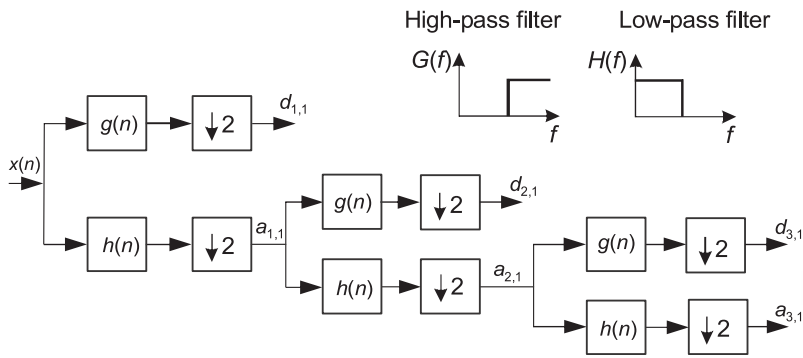 High-pass filter Low-pass filter
G(f) H(f)
f f
x(n)
g(n) ↓2 d1,1
h(n) ↓2 a1,1
g(n) ↓2 d2,1
h(n) ↓2 a2,1
g(n) ↓2 d3,1
h(n) ↓2 a3,1